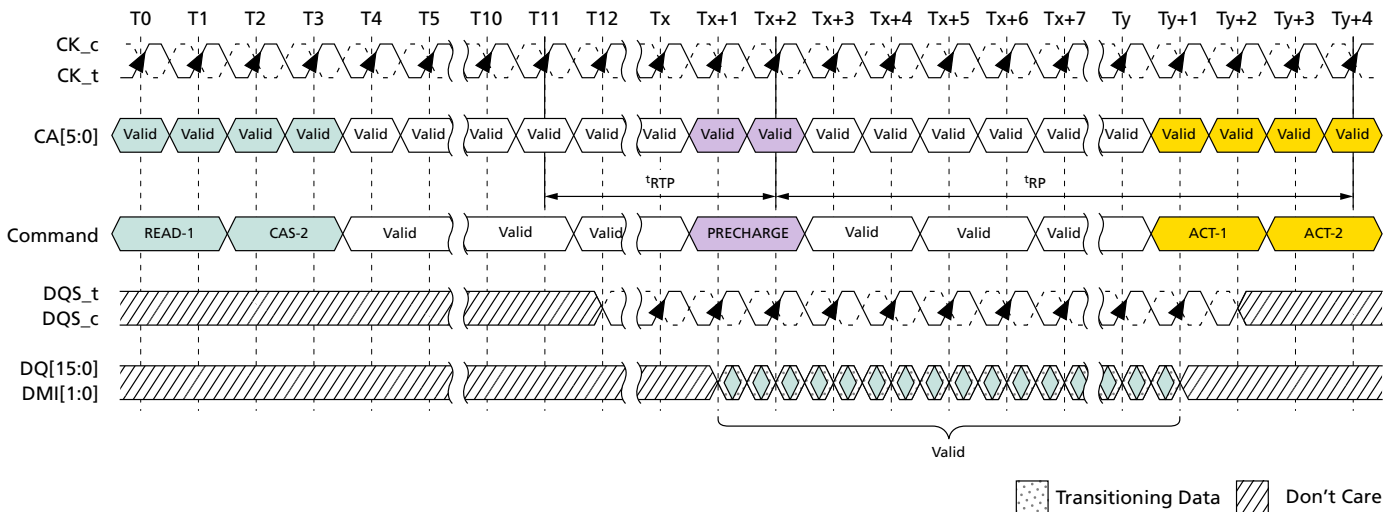 T0 T1 T2 T3 T4 T5 T10 T11 T12 Tx Tx+1 Tx+2 Tx+3 Tx+4 Tx+5 Tx+6 Tx+7 Ty Ty+1 Ty+2 Ty+3 Ty+4
CK_c
CK_t
CA[5:0] Valid Valid Valid Valid Valid Valid Valid Valid Valid Valid Valid Valid Valid Valid Valid Valid Valid Valid Valid Valid Valid Valid
tRTP tRP
Command READ-1 CAS-2 Valid Valid Valid PRECHARGE Valid Valid Valid ACT-1 ACT-2
DQS_t
DQS_c
DQ[15:0]
DMI[1:0]
Valid
Transitioning Data Don't Care